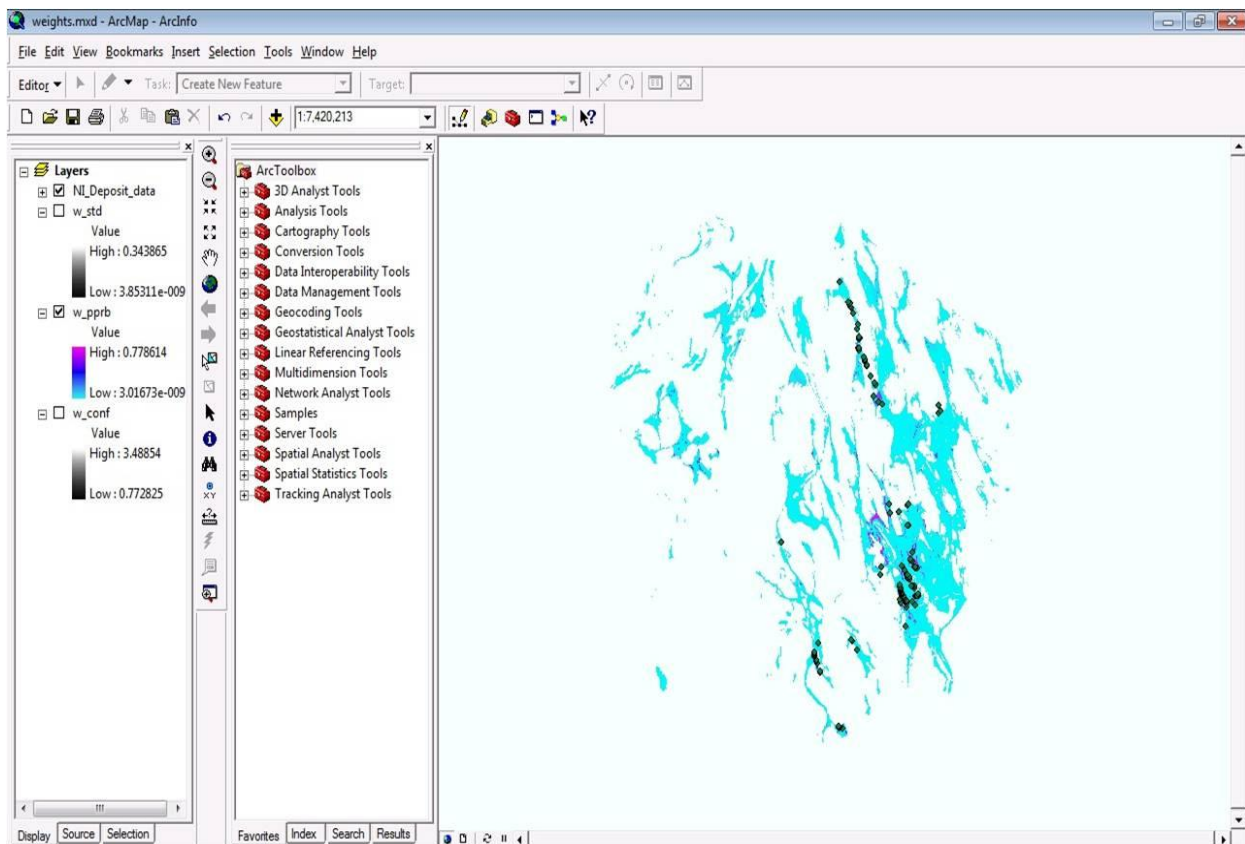 weights.mxd - ArcMap - ArcInfo
File Edit View Bookmarks Insert Selection Tools Window Help
Editor Task: Create New Feature Target:
1:7,420,213
Layers
NI_Deposit_data
w_std
Value
High : 0.343865
Low : 3.85311e-009
w_pprb
Value
High : 0.778614
Low : 3.01673e-009
w_conf
Value
High : 3.48854
Low : 0.772825
Display Source Selection
ArcToolbox
3D Analyst Tools
Analysis Tools
Cartography Tools
Conversion Tools
Data Interoperability Tools
Data Management Tools
Geocoding Tools
Geostatistical Analyst Tools
Linear Referencing Tools
Multidimension Tools
Network Analyst Tools
Samples
Server Tools
Spatial Analyst Tools
Spatial Statistics Tools
Tracking Analyst Tools
Favorites Index Search Results
XY